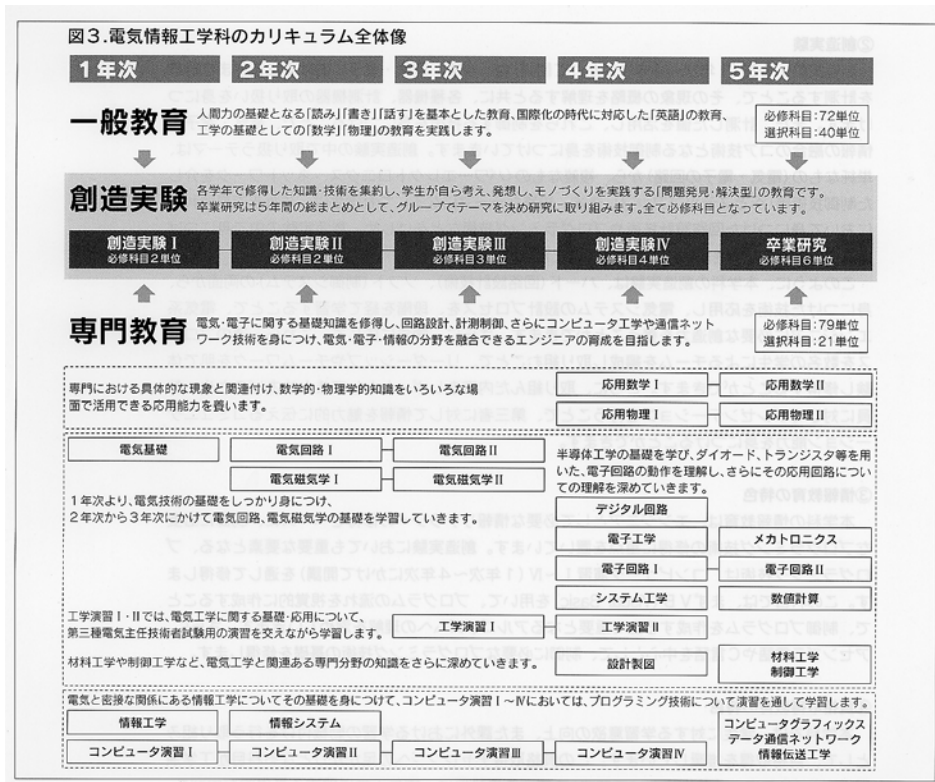 図3.電気情報工学科のカリキュラム全体像
1年次
2年次
3年次
4年次
5年次
一般教育
人間力の基礎となる「読み」「書き」「話す」を基本とした教育、国際化の時代に対応した「英語」の教育、
工学の基礎としての「数学」「物理」の教育を実践します。
必修科目:72単位
選択科目:40単位
創造実験
各学年で修得した知識・技術を集約し、学生が自ら考え、発想し、モノづくりを実践する「問題発見・解決型」の教育です。
卒業研究は5年間の総まとめとして、グループでテーマを決め研究に取り組みます。全て必修科目となっています。
創造実験Ⅰ
必修科目2単位
創造実験Ⅱ
必修科目2単位
創造実験Ⅲ
必修科目3単位
創造実験Ⅳ
必修科目4単位
卒業研究
必修科目6単位
専門教育
電気・電子に関する基礎知識を修得し、回路設計、計測制御、さらにコンピュータ工学や通信ネット
ワーク技術を身につけ、電気・電子・情報の分野を融合できるエンジニアの育成を目指します。
必修科目:79単位
選択科目:21単位
専門における具体的な現象と関連付け、数学的・物理学的知識をいろいろな場
面で活用できる応用能力を養います。
応用数学Ⅰ
応用数学Ⅱ
応用物理Ⅰ
応用物理Ⅱ
電気基礎
電気回路Ⅰ
電気回路Ⅱ
電気磁気学Ⅰ
電気磁気学Ⅱ
1年次より、電気技術の基礎をしっかり身につけ、
2年次から3年次にかけて電気回路、電気磁気学の基礎を学習していきます。
半導体工学の基礎を学び、ダイオード、トランジスタ等を用
いた、電子回路の動作を理解し、さらにその応用回路につい
ての理解を深めていきます。
デジタル回路
電子工学
メカトロニクス
電子回路Ⅰ
電子回路Ⅱ
システム工学
数値計算
工学演習Ⅰ・Ⅱでは、電気工学に関する基礎・応用について、
第三種電気主任技術者試験用の演習を交えながら学習します。
工学演習Ⅰ
工学演習Ⅱ
材料工学や制御工学など、電気工学と関連ある専門分野の知識をさらに深めていきます。
設計製図
材料工学
制御工学
電気と密接な関係にある情報工学についてその基礎を身につけて、コンピュータ演習Ⅰ～Ⅳにおいては、プログラミング技術について演習を通して学習します。
情報工学
情報システム
コンピュータ演習Ⅰ
コンピュータ演習Ⅱ
コンピュータ演習Ⅲ
コンピュータ演習Ⅳ
コンピュータグラフィックス
データ通信ネットワーク
情報伝送工学